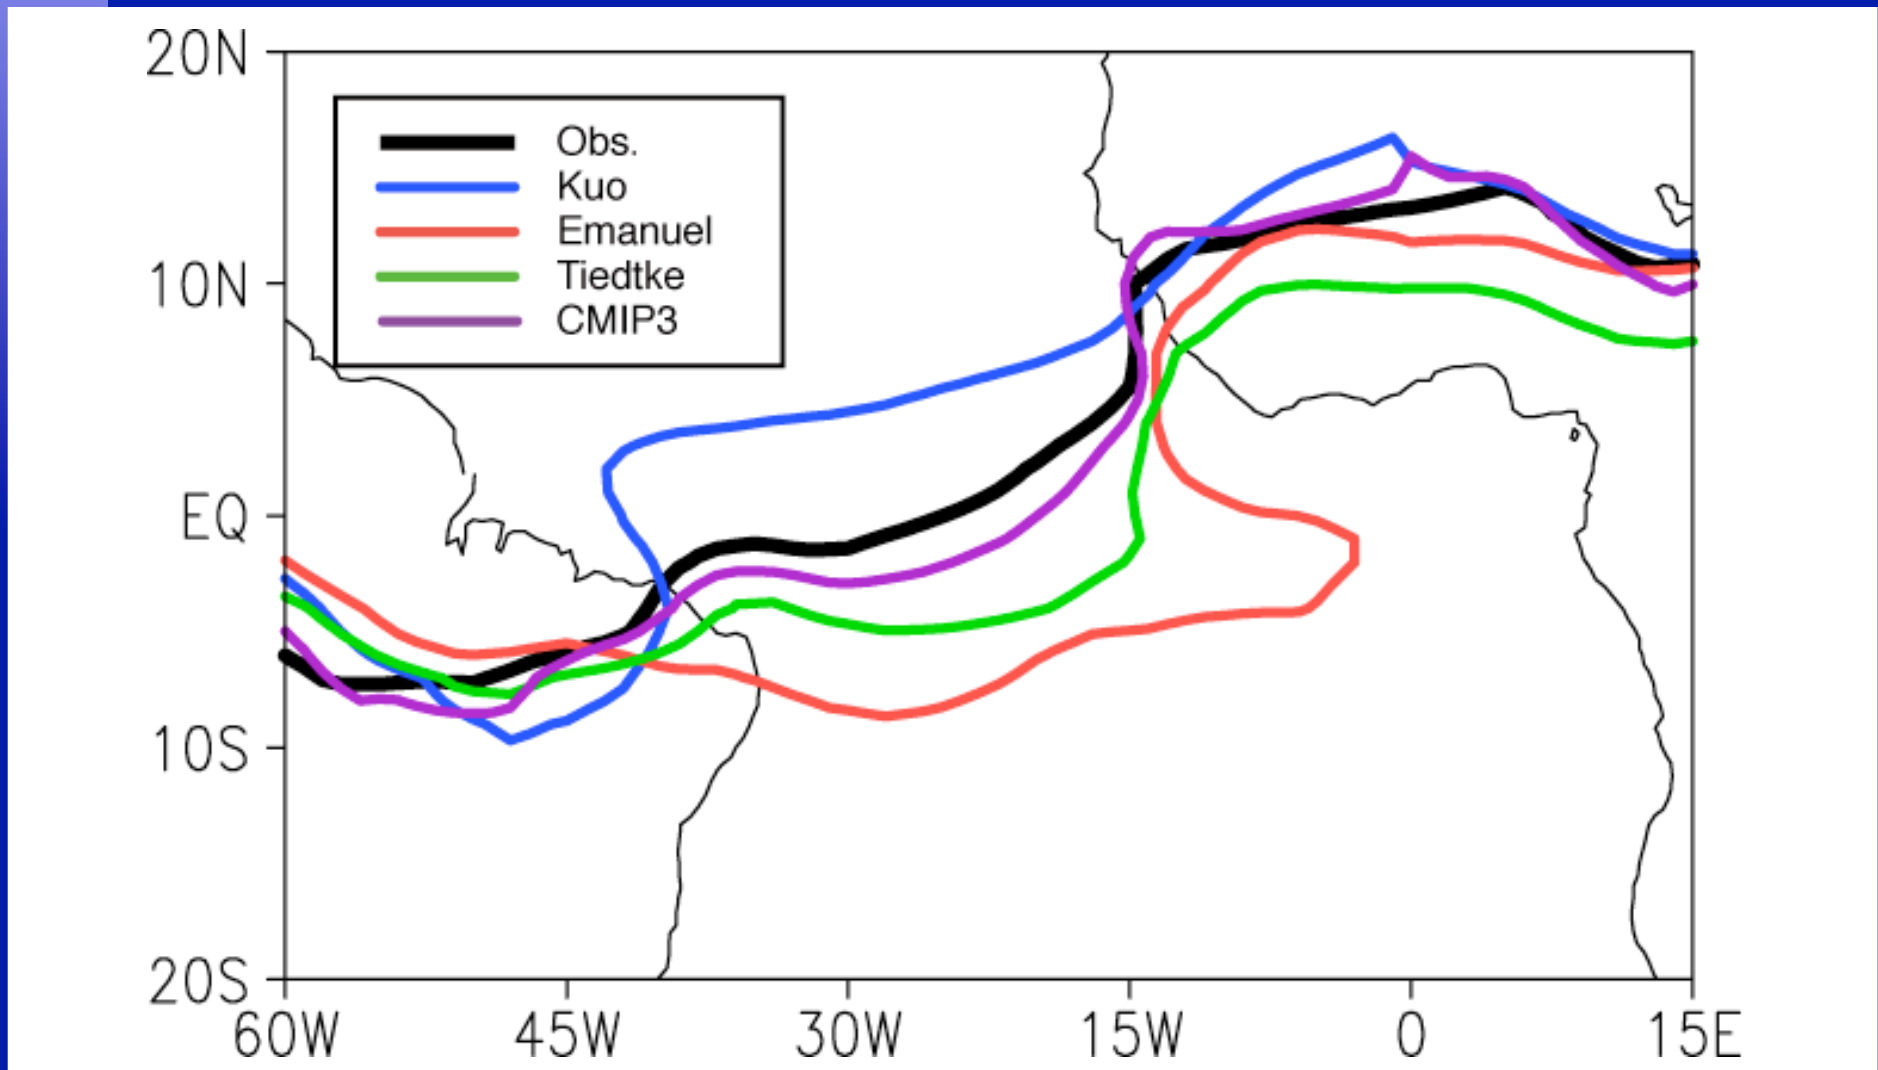 20N
Obs.
Kuo
Emanuel
Tiedtke
CMIP3
10N
EQ
10S
20S
60W 45W 30W 15W 0 15E